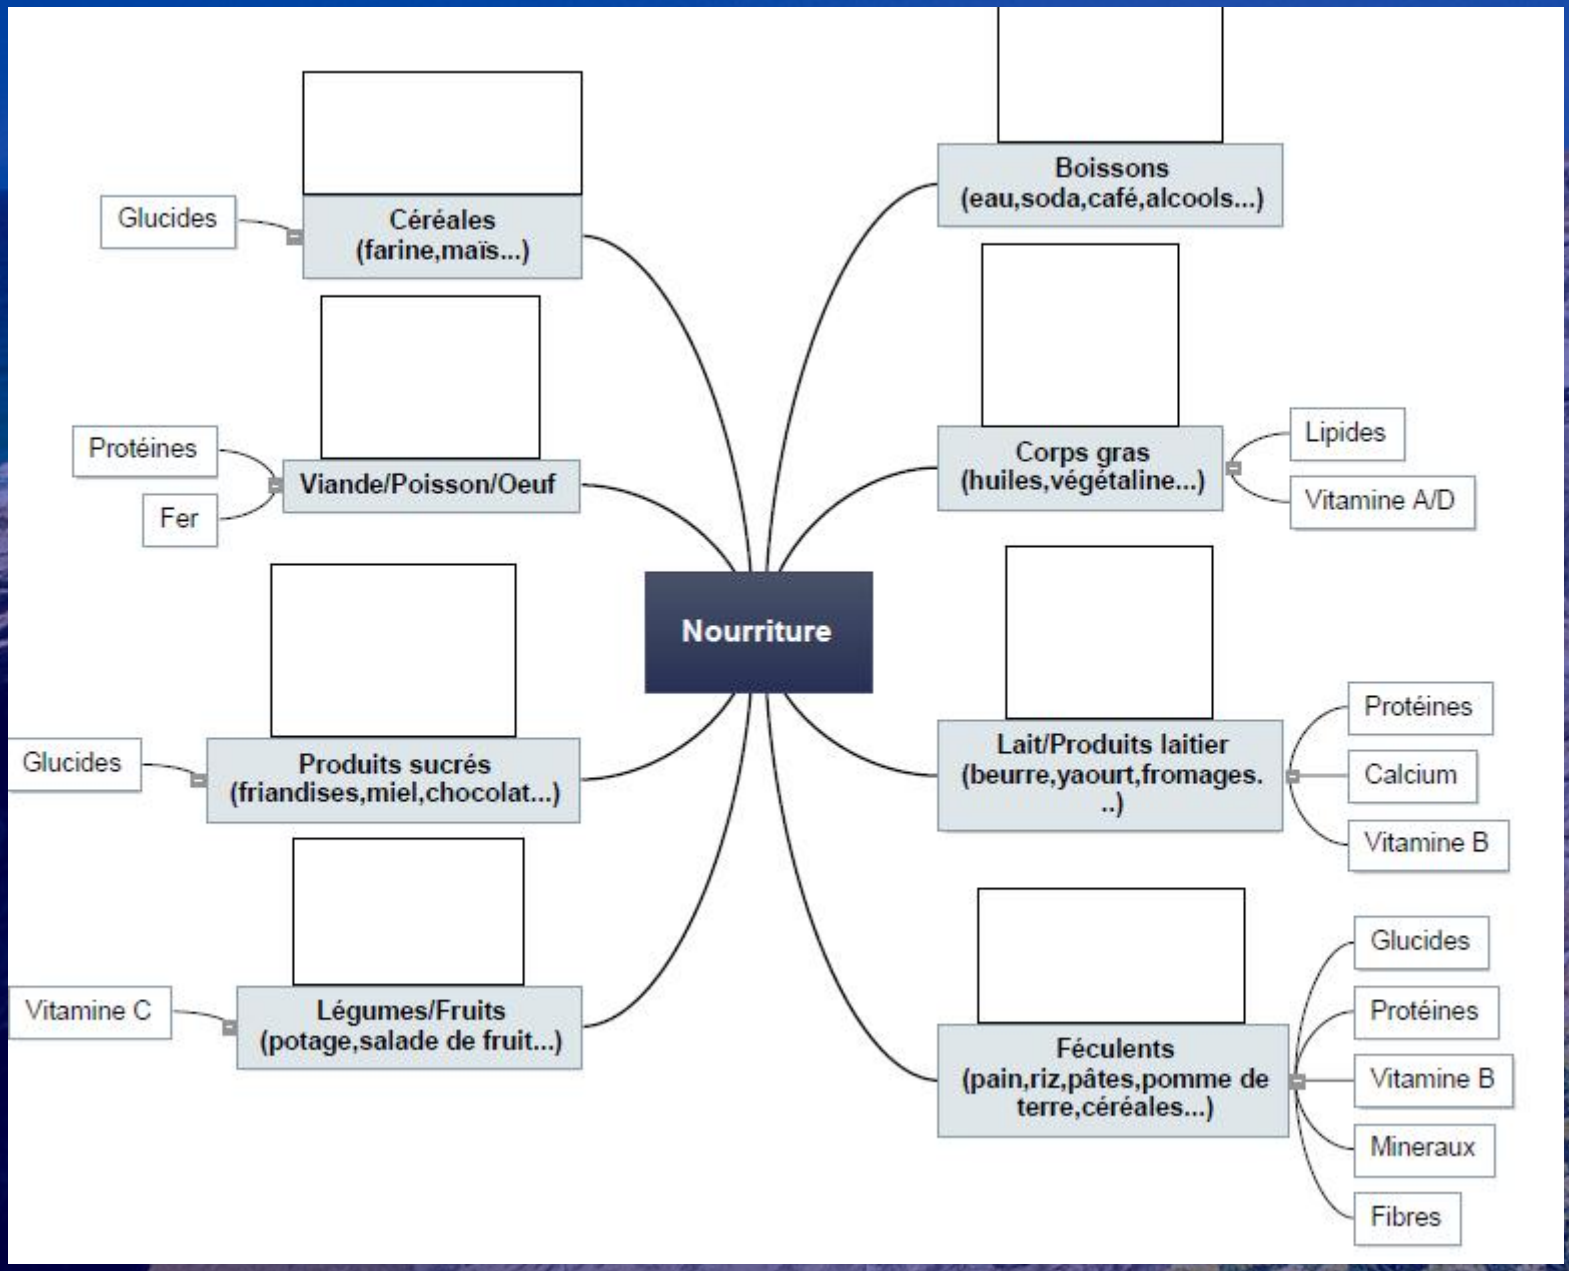 Boissons
(eau,soda,café,alcools...)
Céréales
(farine,maïs...)
Glucides
Corps gras
(huiles,végétaline...)
Lipides
Vitamine A/D
Viande/Poisson/Oeuf
Protéines
Fer
Nourriture
Produits sucrés
(friandises,miel,chocolat...)
Glucides
Lait/Produits laitier
(beurre,yaourt,fromages.
..)
Protéines
Calcium
Vitamine B
Légumes/Fruits
(potage,salade de fruit...)
Vitamine C
Féculents
(pain,riz,pâtes,pomme de
terre,céréales...)
Glucides
Protéines
Vitamine B
Mineraux
Fibres